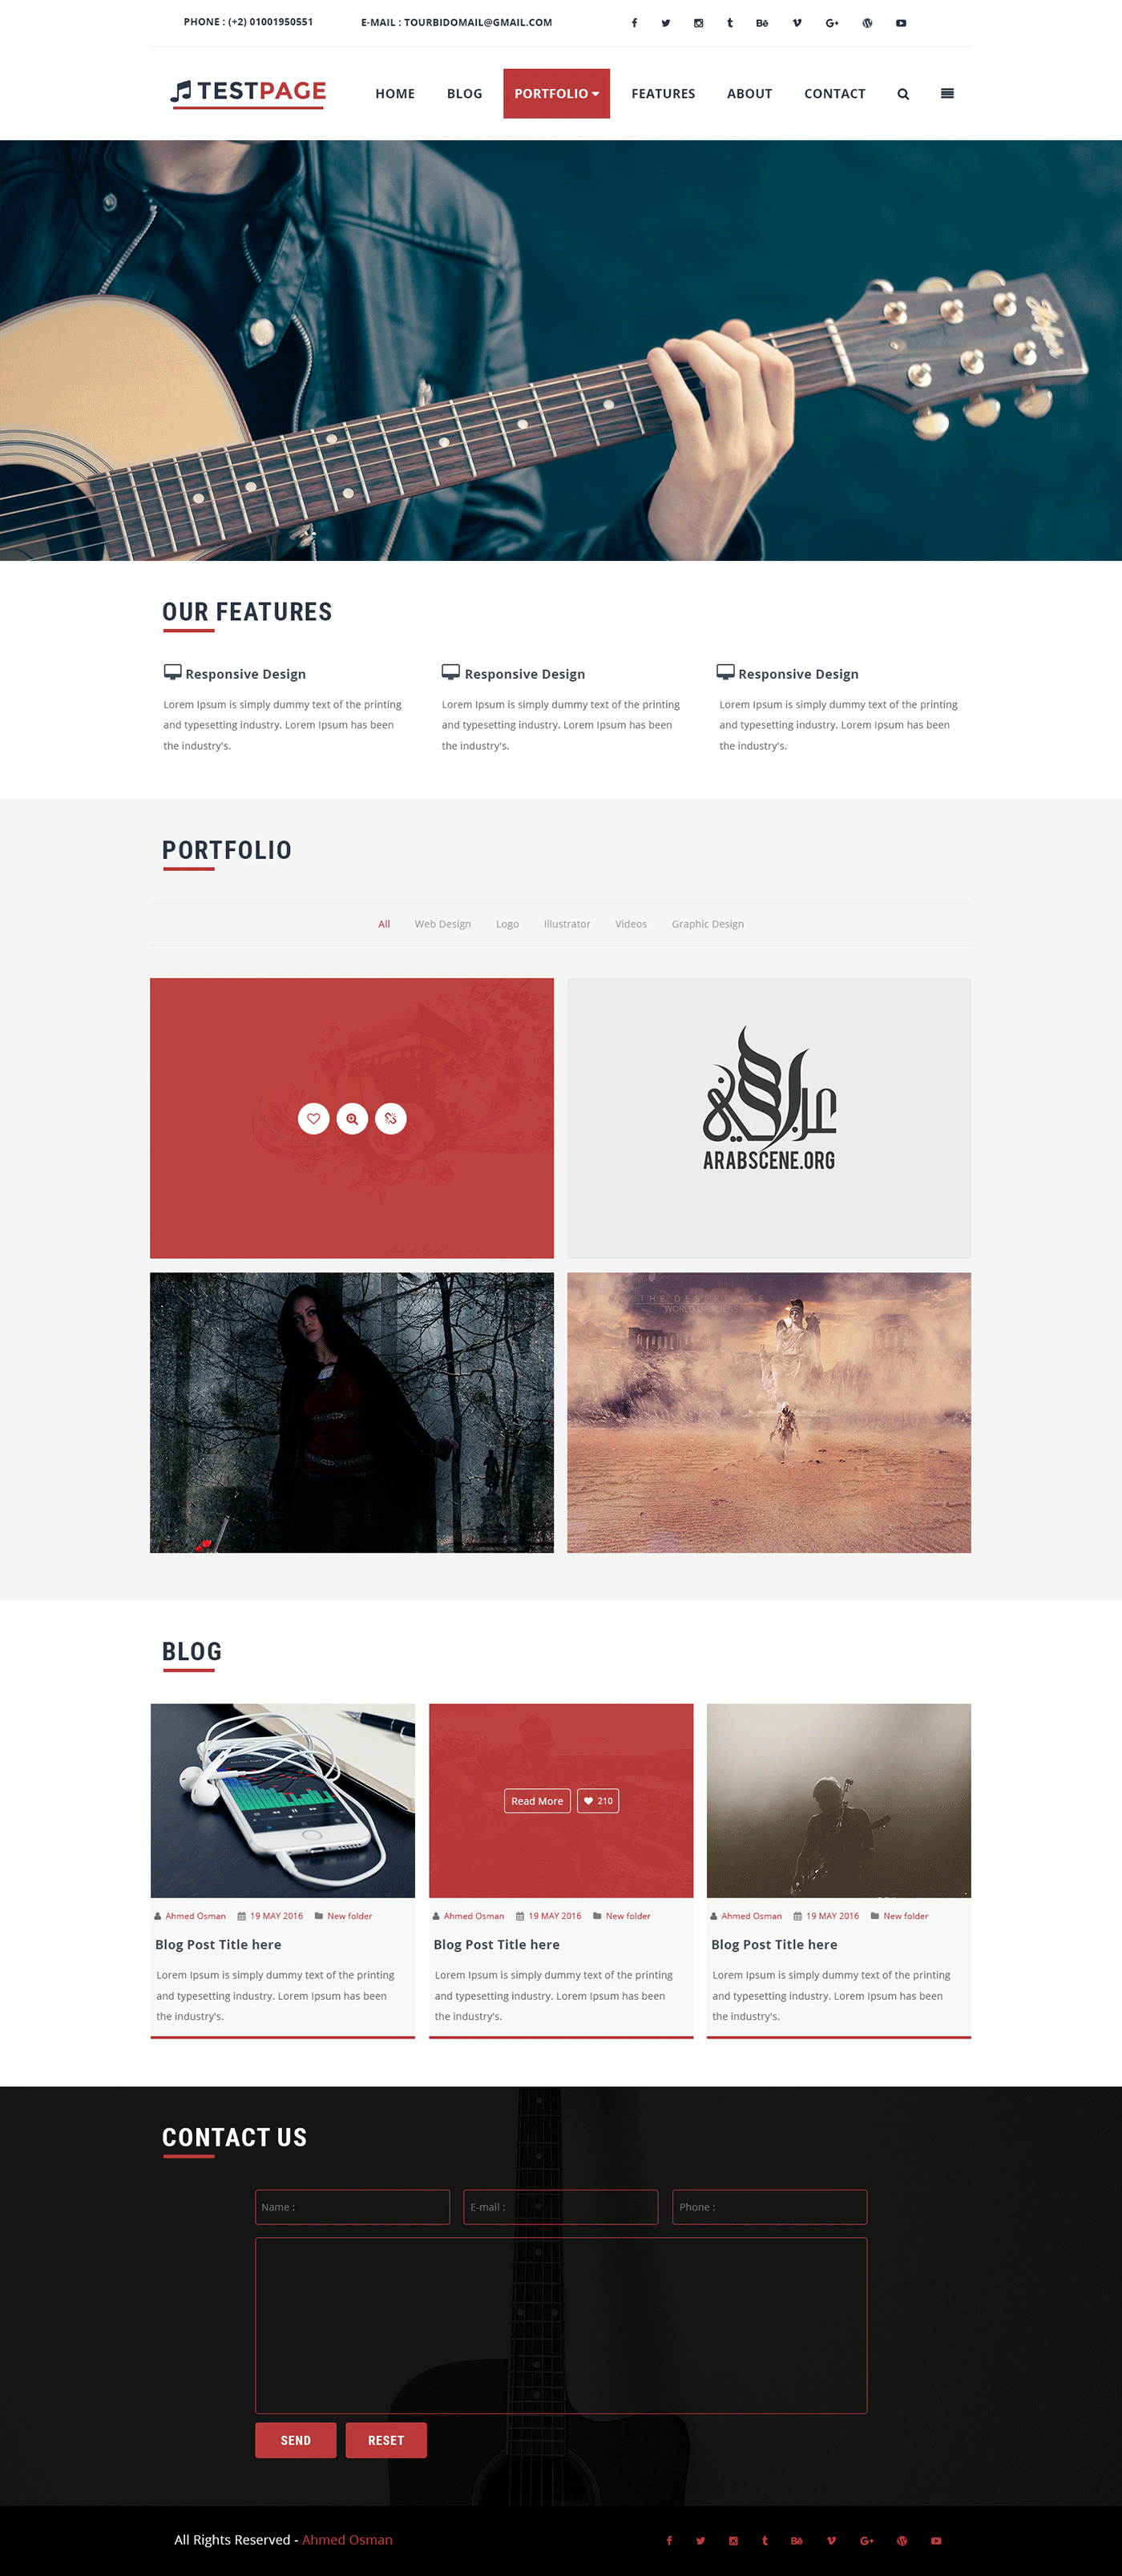 PHONE : (+2) 01001950551 E-MAIL : TOURBIDOMAIL@GMAIL.COM
TESTPAGE HOME BLOG PORTFOLIO FEATURES ABOUT CONTACT
OUR FEATURES
Responsive Design
Lorem Ipsum is simply dummy text of the printing
and typesetting industry. Lorem Ipsum has been
the industry's.
Responsive Design
Lorem Ipsum is simply dummy text of the printing
and typesetting industry. Lorem Ipsum has been
the industry's.
Responsive Design
Lorem Ipsum is simply dummy text of the printing
and typesetting industry. Lorem Ipsum has been
the industry's.
PORTFOLIO
All Web Design Logo Illustrator Videos Graphic Design
ARABSCENE.ORG
THE DESERT AGE
BLOG
Read More 210
Ahmed Osman 19 MAY 2016 New folder
Blog Post Title here
Lorem Ipsum is simply dummy text of the printing
and typesetting industry. Lorem Ipsum has been
the industry's.
Ahmed Osman 19 MAY 2016 New folder
Blog Post Title here
Lorem Ipsum is simply dummy text of the printing
and typesetting industry. Lorem Ipsum has been
the industry's.
Ahmed Osman 19 MAY 2016 New folder
Blog Post Title here
Lorem Ipsum is simply dummy text of the printing
and typesetting industry. Lorem Ipsum has been
the industry's.
CONTACT US
Name : E-mail : Phone :
SEND RESET
All Rights Reserved - Ahmed Osman